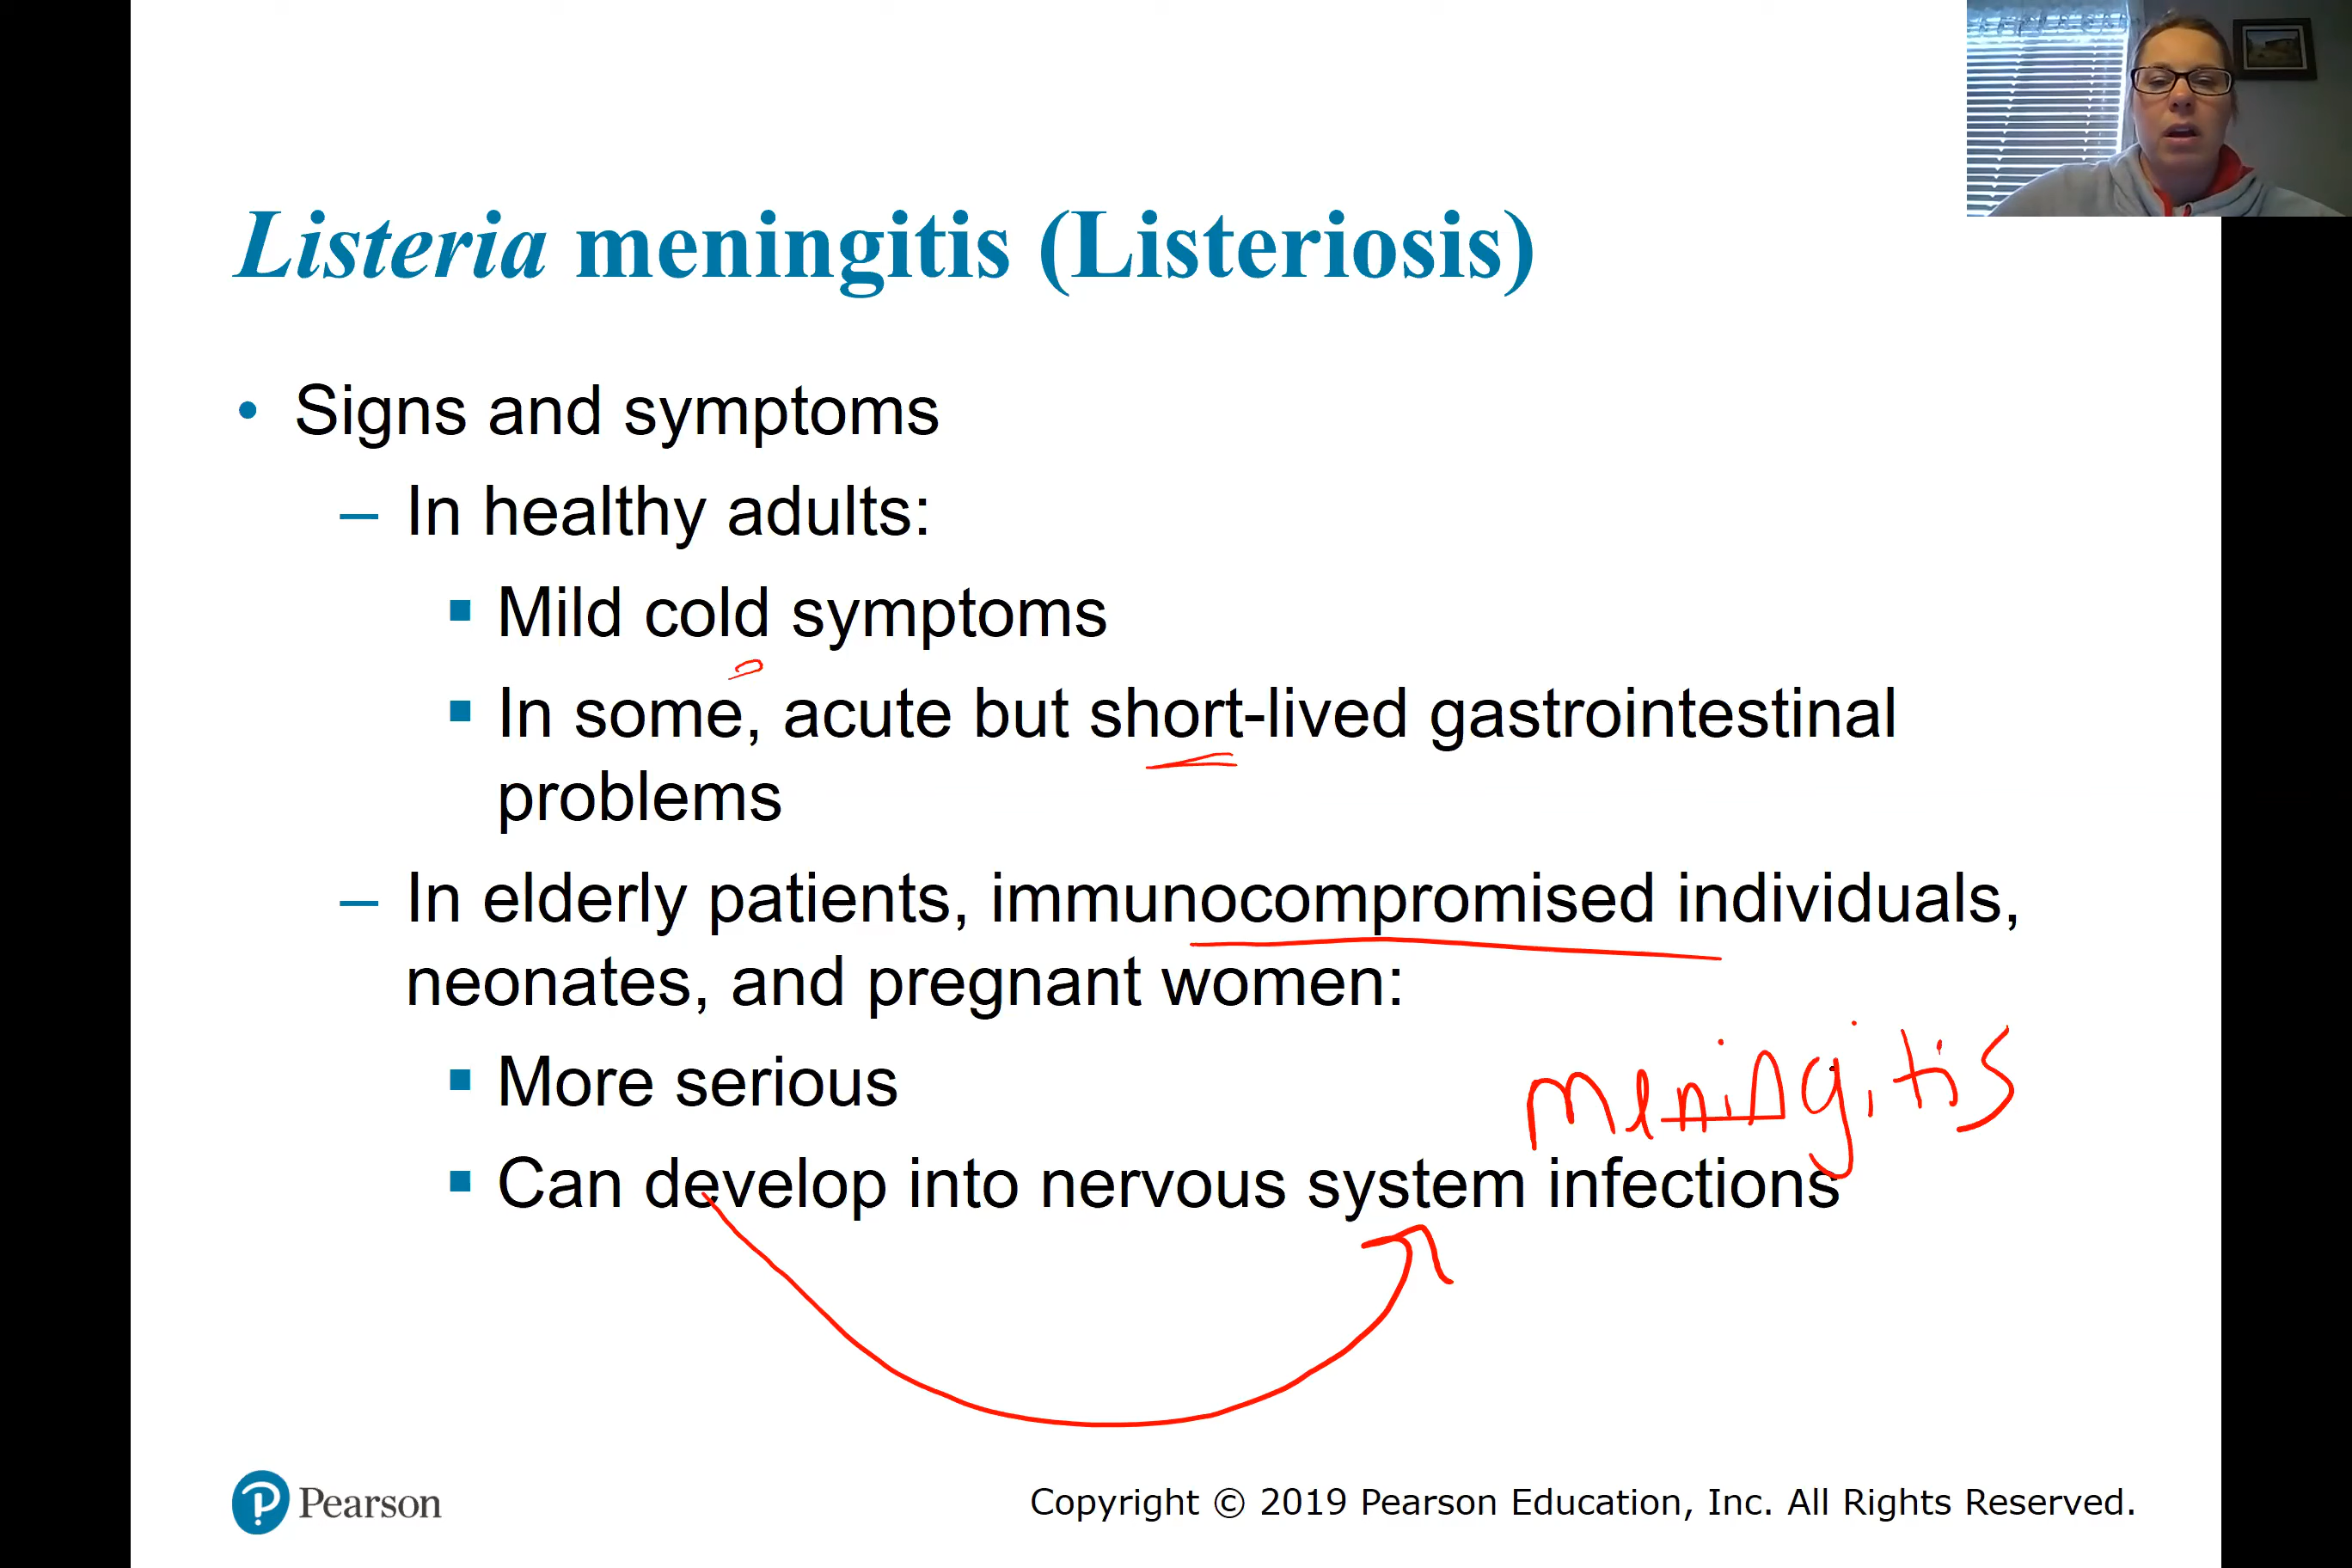 Listeria meningitis (Listeriosis)
• Signs and symptoms
– In healthy adults:
▪ Mild cold symptoms
▪ In some, acute but short-lived gastrointestinal
problems
– In elderly patients, immunocompromised individuals,
neonates, and pregnant women:
▪ More serious
meningitis
▪ Can develop into nervous system infections
Pearson
Copyright © 2019 Pearson Education, Inc. All Rights Reserved.